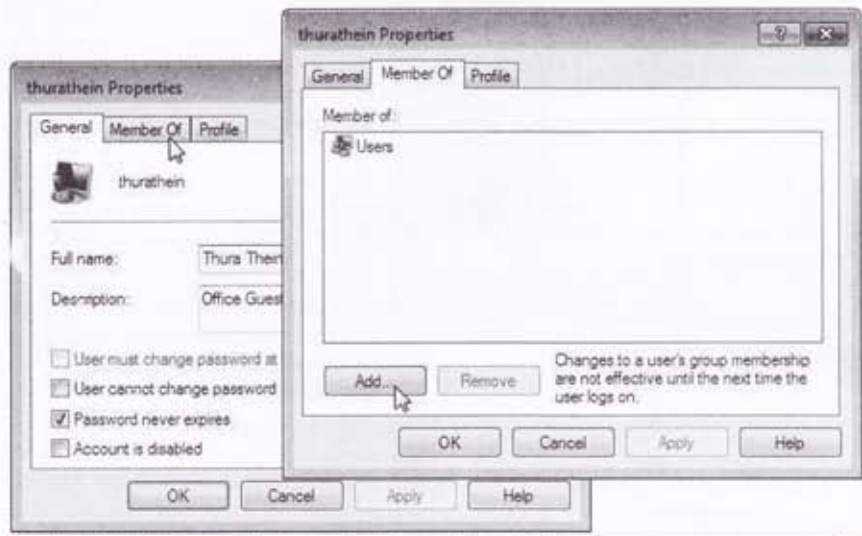 thurathein Properties
General Member Of Profile
thurathein
Full name: Thura Thein
Description: Office Guest
User must change password at
User cannot change password
Password never expires
Account is disabled
OK Cancel Apply Help
thurathein Properties
General Member Of Profile
Member of:
Users
Add... Remove
Changes to a user's group membership
are not effective until the next time the
user logs on.
OK Cancel Apply Help